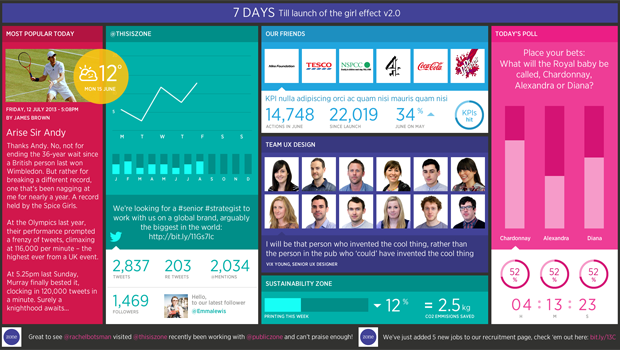 7 DAYS Till launch of the girl effect v2.0
MOST POPULAR TODAY
12°
MON 15 JUNE
FRIDAY, 12 JULY 2013 - 5:08PM
BY JAMES BROWN
Arise Sir Andy
Thanks Andy. No, not for
ending the 36-year wait since
a British person last won
Wimbledon. But rather for
breaking a different record,
one that's been nagging at
me for nearly a year. A record
held by the Spice Girls.
At the Olympics last year,
their performance prompted
a frenzy of tweets, climaxing
at 116,000 per minute – the
highest ever from a UK event.
At 5.25pm last Sunday,
Murray finally bested it,
clocking in 120,000 tweets
in a minute. Surely a
knighthood awaits...
@THISISZONE
5
M T W T F S S
J F M A M J J A S O N D
We're looking for a #senior #strategist to
work with us on a global brand, arguably
the biggest in the world:
2,837
TWEETS
203
RE TWEETS
2,034
@MENTIONS
1,469
FOLLOWERS
Hello,
to our latest follower
@Emmalewis
OUR FRIENDS
TESCO
NSPCC
4
Coca-Cola
KPI nulla adipiscing orci ac quam nisi mauris quam nisi
14,748
ACTIONS IN JUNE
22,019
SINCE LAUNCH
34 %
JUNE ON MAY
KPIs
hit
TEAM UX DESIGN
I will be that person who invented the cool thing, rather than
the person in the pub who 'could' have invented the cool thing
VIX YOUNG, SENIOR UX DESIGNER
SUSTAINABILITY ZONE
PRINTING THIS WEEK
12%
= 2.5kg
CO2 EMMISIONS SAVED
TODAY'S POLL
Place your bets:
What will the Royal baby be
called, Chardonnay,
Alexandra or Diana?
Chardonnay
Alexandra
Diana
52
%
52
%
52
%
04 : 13 : 23
H M S
zone
Great to see @rachelbotsman visited @thisiszone recently been working with @publiczone and can't praise enough!
zone
We've just added 5 new jobs to our recruitment page, check 'em out here: